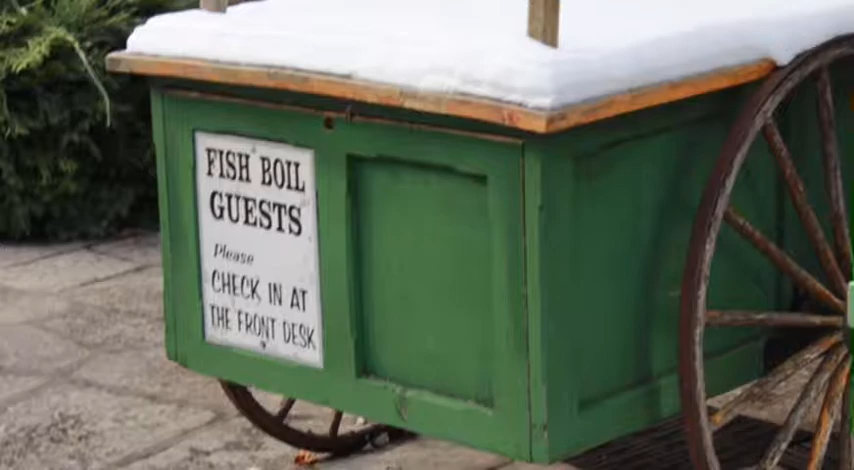 FISH BOIL
GUESTS
Please
CHECK IN AT
THE FRONT DESK